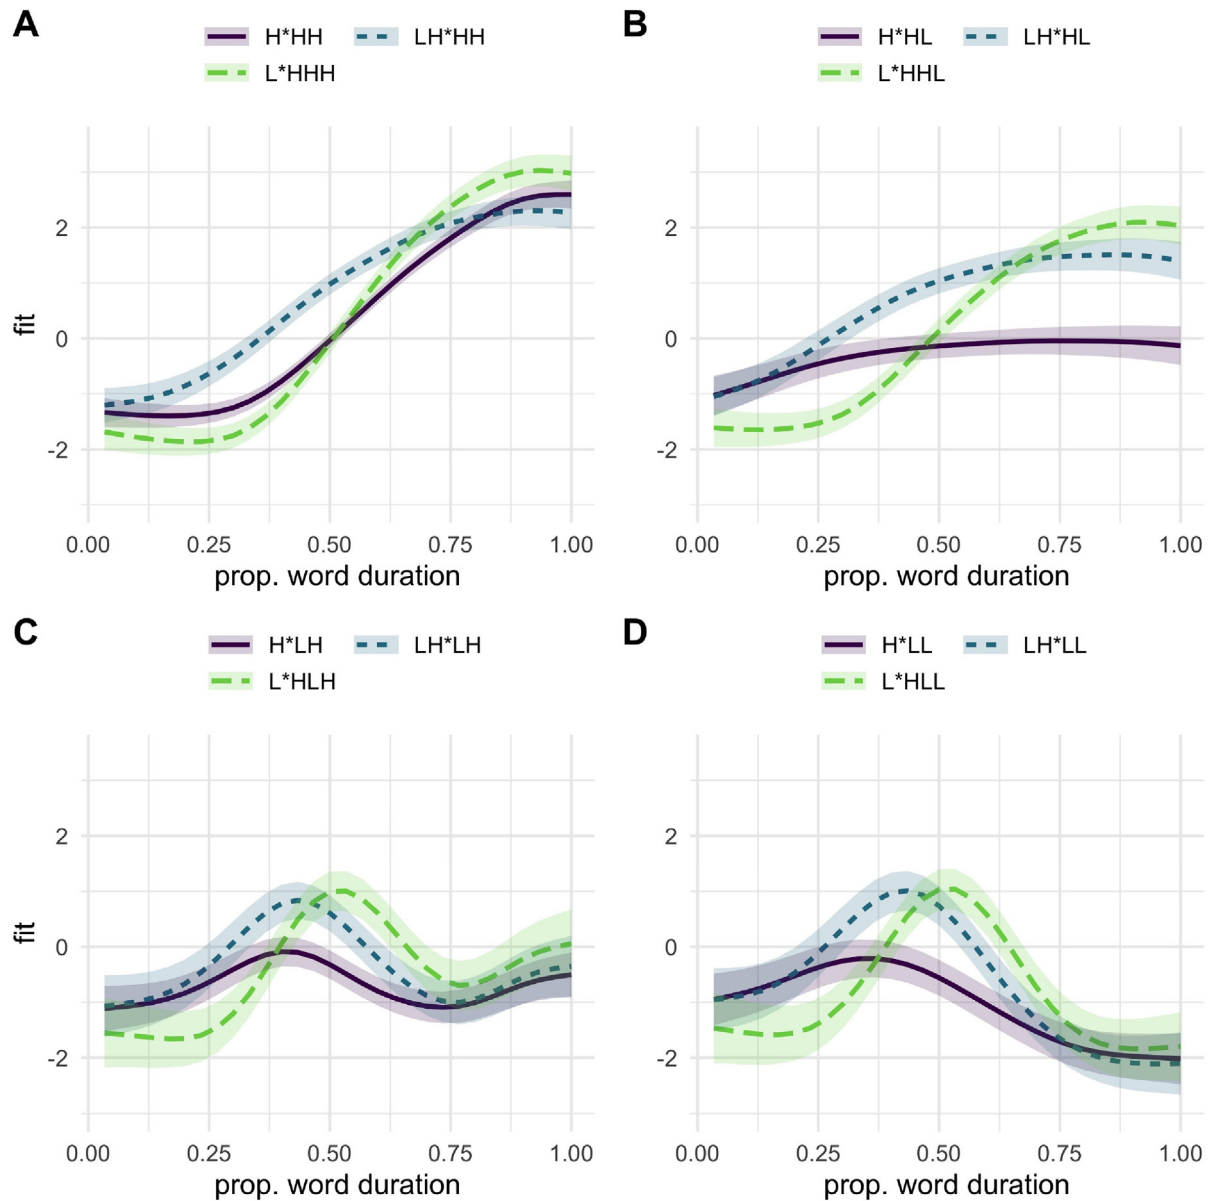 A
H*HH LH*HH
L*HHH
fit
2
0
-2
0.00 0.25 0.50 0.75 1.00
prop. word duration
B
H*HL LH*HL
L*HHL
2
0
-2
0.00 0.25 0.50 0.75 1.00
prop. word duration
C
H*LH LH*LH
L*HLH
fit
2
0
-2
0.00 0.25 0.50 0.75 1.00
prop. word duration
D
H*LL LH*LL
L*HLL
2
0
-2
0.00 0.25 0.50 0.75 1.00
prop. word duration